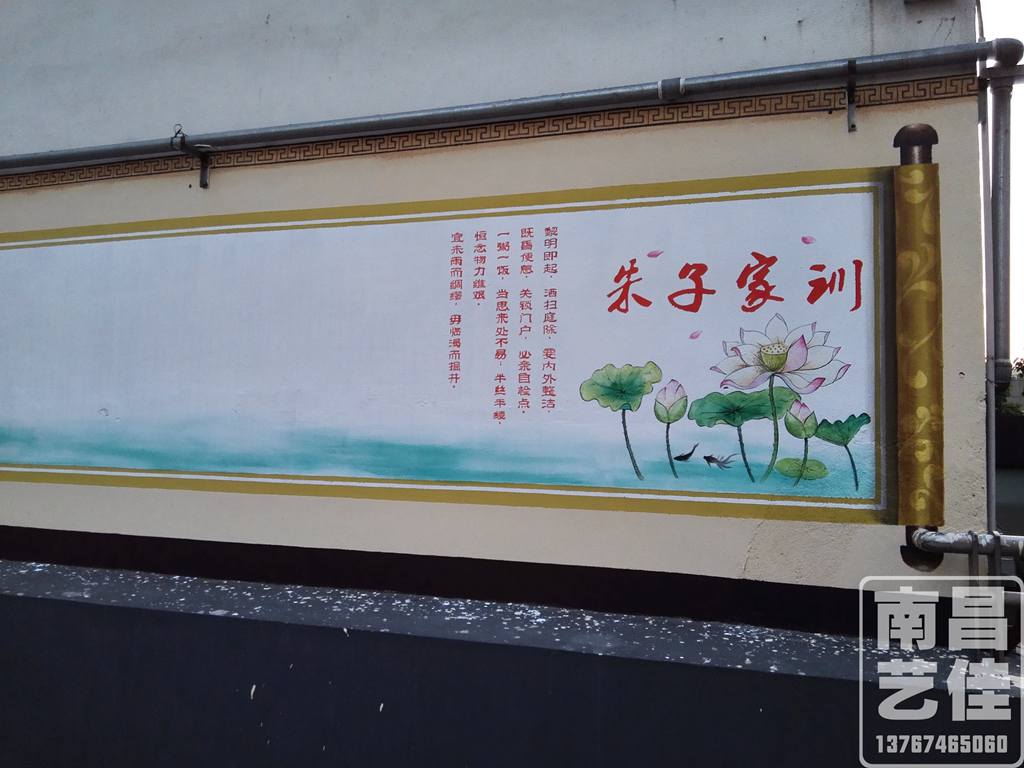 朱子家训
黎明即起，洒扫庭除，要内外整洁，
既昏便息，关锁门户，必亲自检点。
一粥一饭，当思来处不易；半丝半缕，
恒念物力维艰。
宜未雨而绸缪，毋临渴而掘井。
南昌
艺佳
13767465060